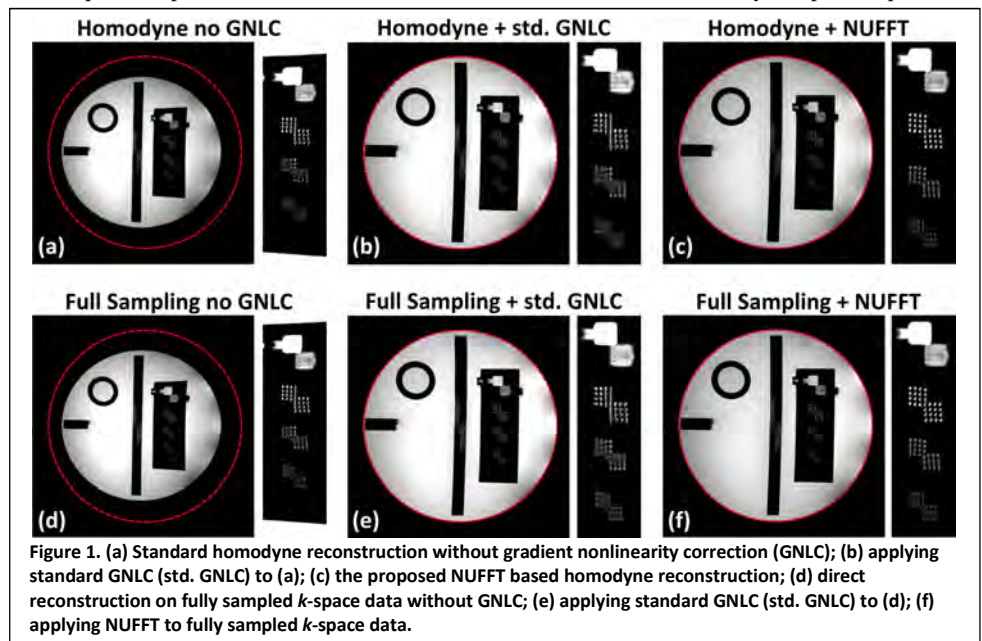 Homodyne no GNLC
Homodyne + std. GNLC
Homodyne + NUFFT
(a)
(b)
(c)
Full Sampling no GNLC
Full Sampling + std. GNLC
Full Sampling + NUFFT
(d)
(e)
(f)
Figure 1. (a) Standard homodyne reconstruction without gradient nonlinearity correction (GNLC); (b) applying
standard GNLC (std. GNLC) to (a); (c) the proposed NUFFT based homodyne reconstruction; (d) direct
reconstruction on fully sampled k-space data without GNLC; (e) applying standard GNLC (std. GNLC) to (d); (f)
applying NUFFT to fully sampled k-space data.